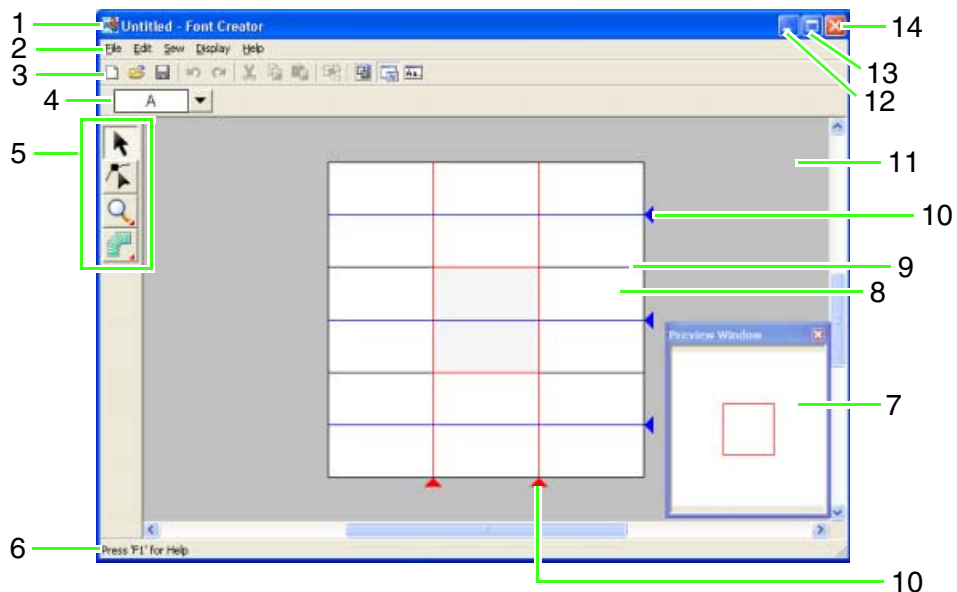 1 Untitled - Font Creator 14
2 File Edit Sew Display Help
3 Aa 13
4 A 12
5
11
10
9
8
Preview Window
7
6 Press 'F1' for Help
10